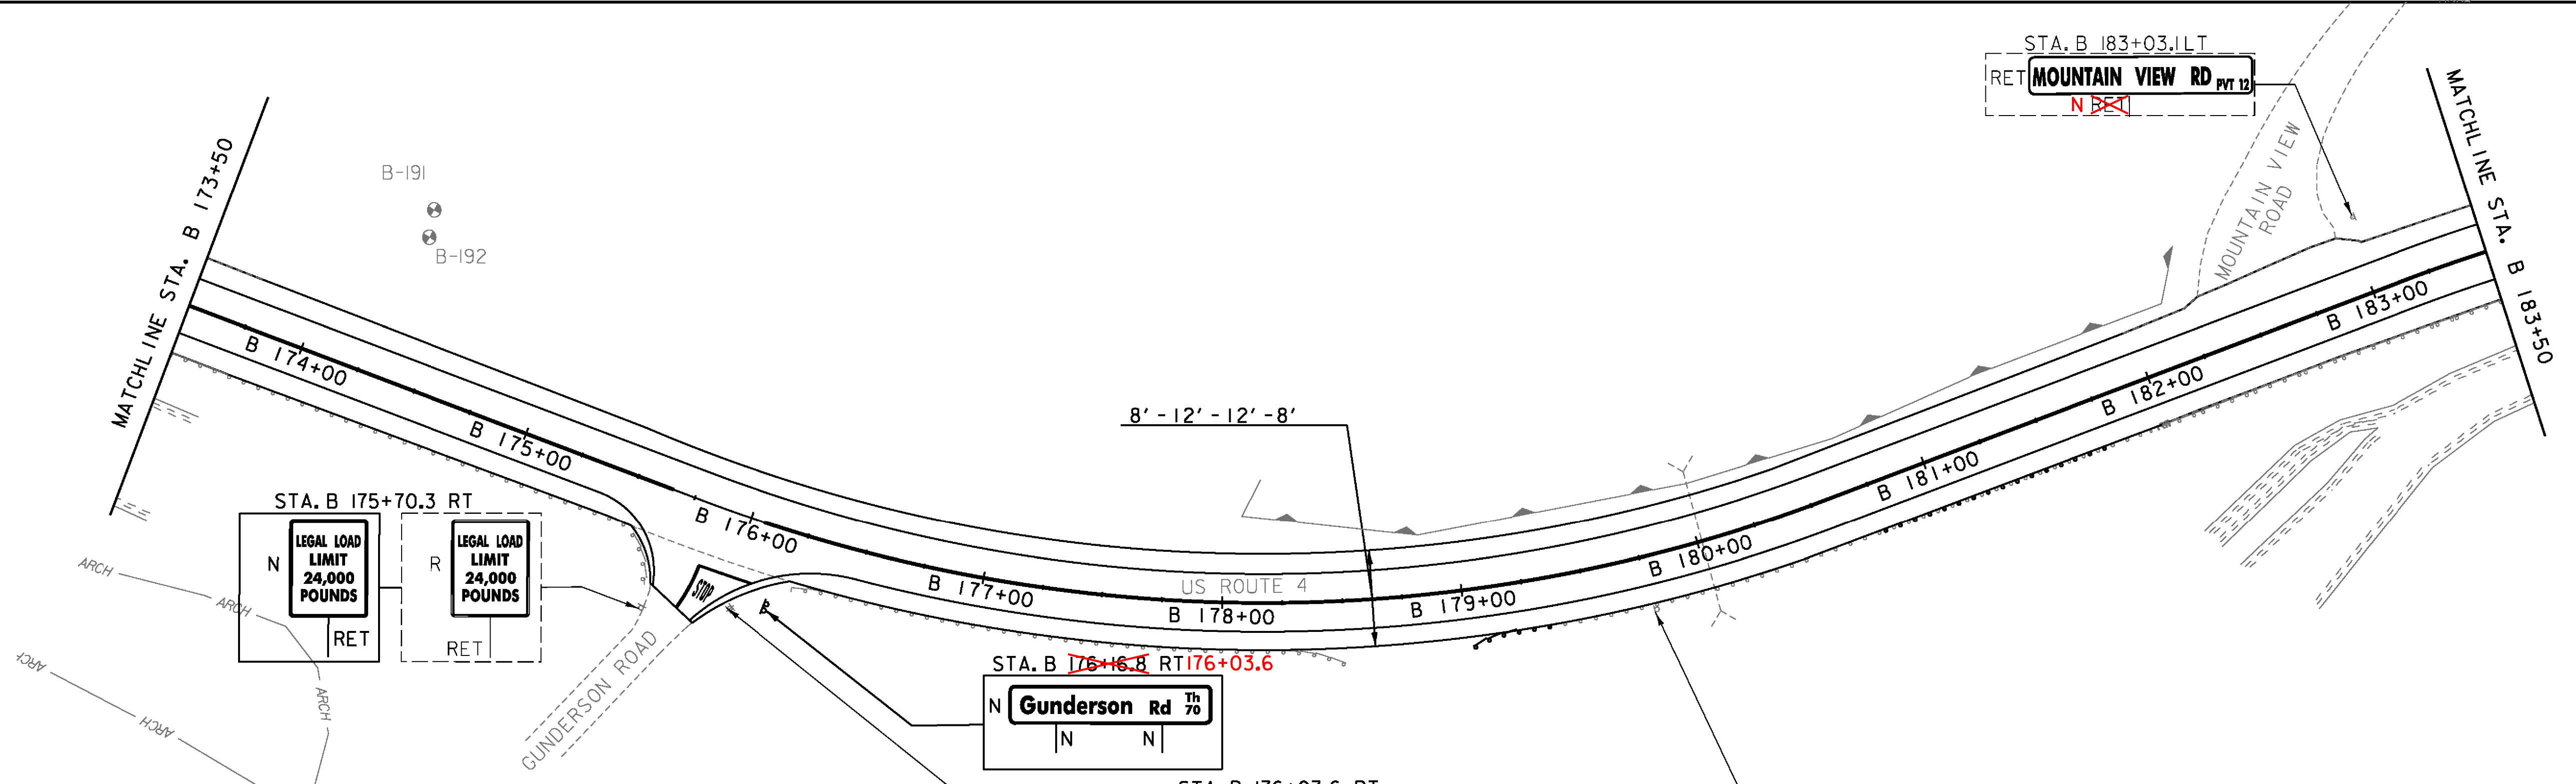 STA. B 183+03.1LT
RET MOUNTAIN VIEW RD PVT 12
N RET
MATCHLINE STA. B 173+50
B-191
B-192
MOUNTAIN VIEW
ROAD
MATCHLINE STA. B 183+50
B 174+00
B 175+00
B 176+00
B 177+00
B 178+00
B 179+00
B 180+00
B 181+00
B 182+00
B 183+00
8' - 12' - 12' - 8'
US ROUTE 4
STA. B 175+70.3 RT
N
LEGAL LOAD
LIMIT
24,000
POUNDS
RET
R
LEGAL LOAD
LIMIT
24,000
POUNDS
RET
STOP
GUNDERSON ROAD
ARCH
ARCH
ARCH
ARCH
ARCH
STA. B 176+16.8 RT 176+03.6
N Gunderson Rd Th 70
N N